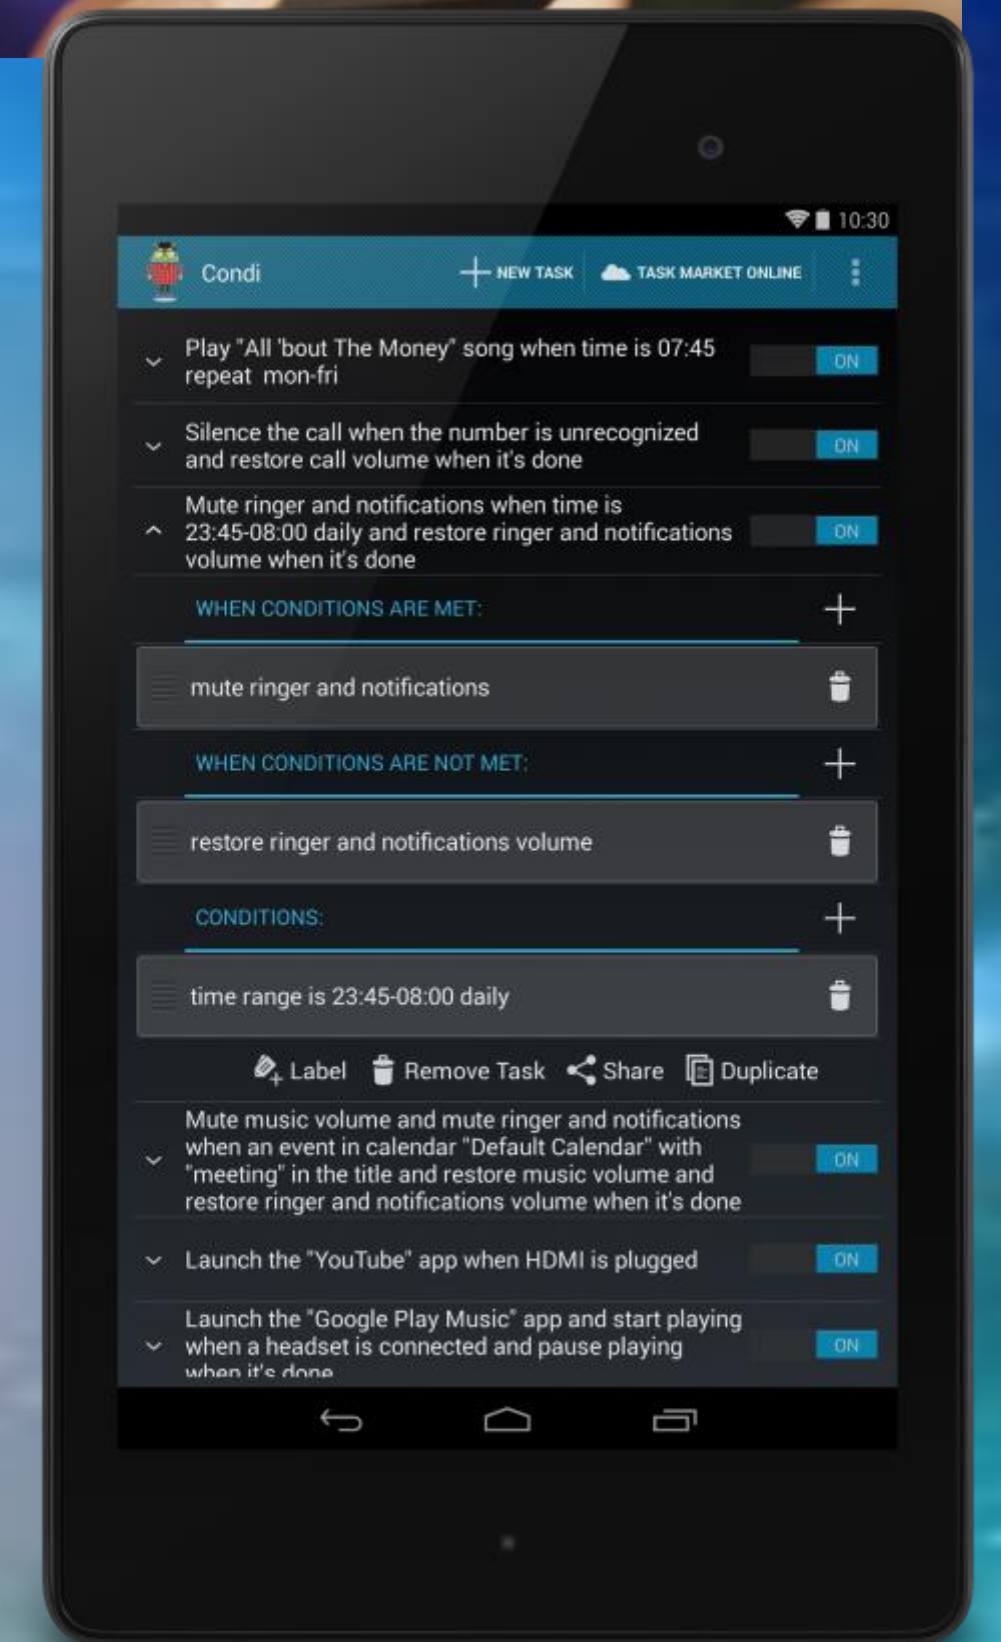 10:30
Condi
NEW TASK
TASK MARKET ONLINE
Play "All 'bout The Money" song when time is 07:45
repeat mon-fri
ON
Silence the call when the number is unrecognized
and restore call volume when it's done
ON
Mute ringer and notifications when time is
23:45-08:00 daily and restore ringer and notifications
volume when it's done
ON
WHEN CONDITIONS ARE MET:
mute ringer and notifications
WHEN CONDITIONS ARE NOT MET:
restore ringer and notifications volume
CONDITIONS:
time range is 23:45-08:00 daily
Label
Remove Task
Share
Duplicate
Mute music volume and mute ringer and notifications
when an event in calendar "Default Calendar" with
"meeting" in the title and restore music volume and
restore ringer and notifications volume when it's done
ON
Launch the "YouTube" app when HDMI is plugged
ON
Launch the "Google Play Music" app and start playing
when a headset is connected and pause playing
when it's done
ON